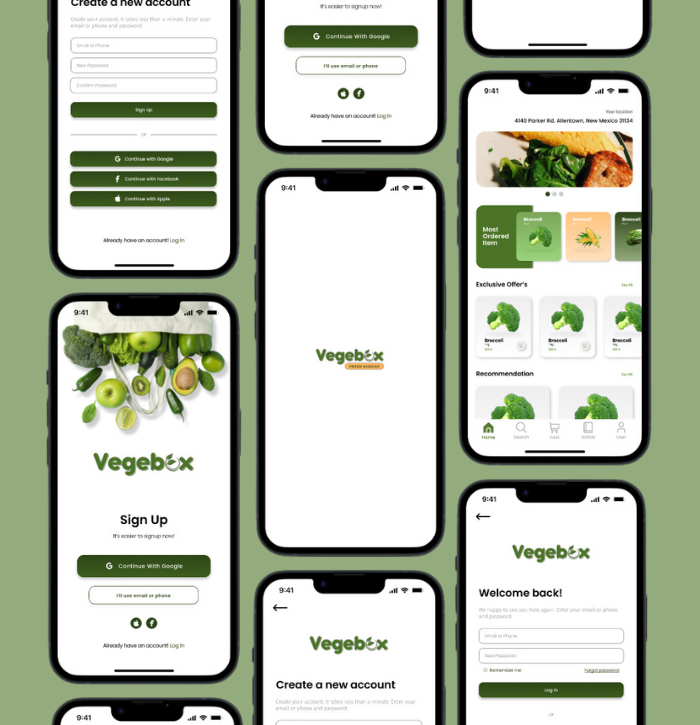 Create a new account
Create your account, it takes less than a minute. Enter your
email or phone and password
Email or Phone
New Password
Confirm Password
Sign Up
or
Continue with Google
Continue with Facebook
Continue with Apple
Already have an account! Log In
9:41
Vegebox
Sign Up
It's easier to signup now!
Continue With Google
I'll use email or phone
Already have an account! Log In
9:41
It's easier to signup now!
Continue With Google
I'll use email or phone
Already have an account! Log In
9:41
Vegebox
9:41
Vegebox
Create a new account
Create your account, it takes less than a minute. Enter your
email or phone and password
9:41
Your location
4140 Parker Rd. Allentown, New Mexico 31134
Most
Ordered
Item
Broccoli
Broccoli
Broccoli
Exclusive Offer's
See All
Broccoli
Broccoli
Broccoli
Recommendation
See All
Home
Search
Cart
Article
User
9:41
Vegebox
Welcome back!
We happy to see you here again. Enter your email or phone
and password
Email or Phone
New Password
Remember me
Forgot password
Log In
or